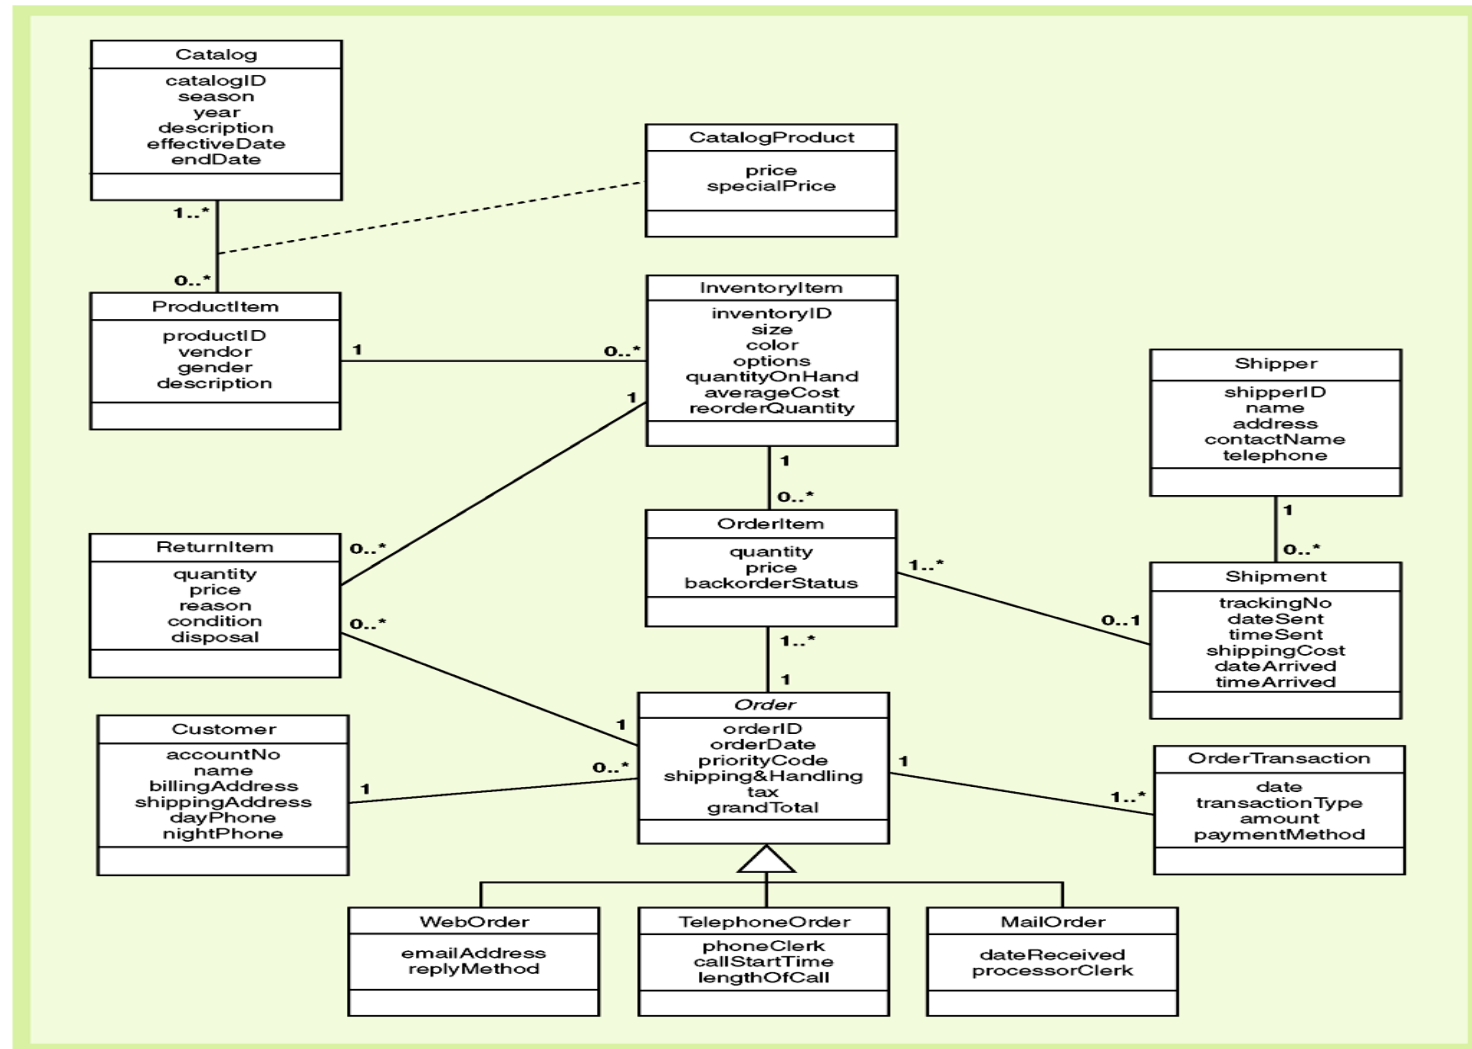 Catalog
catalogID
season
year
description
effectiveDate
endDate
1..*
0..*
CatalogProduct
price
specialPrice
ProductItem
productID
vendor
gender
description
1
0..*
InventoryItem
inventoryID
size
color
options
quantityOnHand
averageCost
reorderQuantity
1
1
0..*
Shipper
shipperID
name
address
contactName
telephone
1
0..*
ReturnItem
quantity
price
reason
condition
disposal
0..*
0..*
OrderItem
quantity
price
backorderStatus
1..*
0..1
1..*
1
Shipment
trackingNo
dateSent
timeSent
shippingCost
dateArrived
timeArrived
Customer
accountNo
name
billingAddress
shippingAddress
dayPhone
nightPhone
1
0..*
1
Order
orderID
orderDate
priorityCode
shipping&Handling
tax
grandTotal
1
1..*
OrderTransaction
date
transactionType
amount
paymentMethod
WebOrder
emailAddress
replyMethod
TelephoneOrder
phoneClerk
callStartTime
lengthOfCall
MailOrder
dateReceived
processorClerk